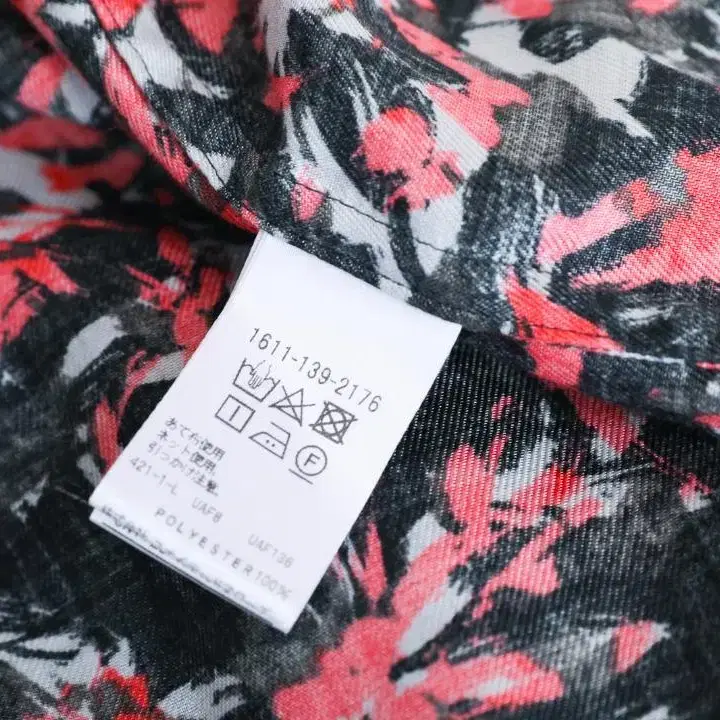 1611-139-2176
F
あて布使用
ネット使用。
引っかけ注意。
421-1-L UAF8 UAF136
POLYESTER100%